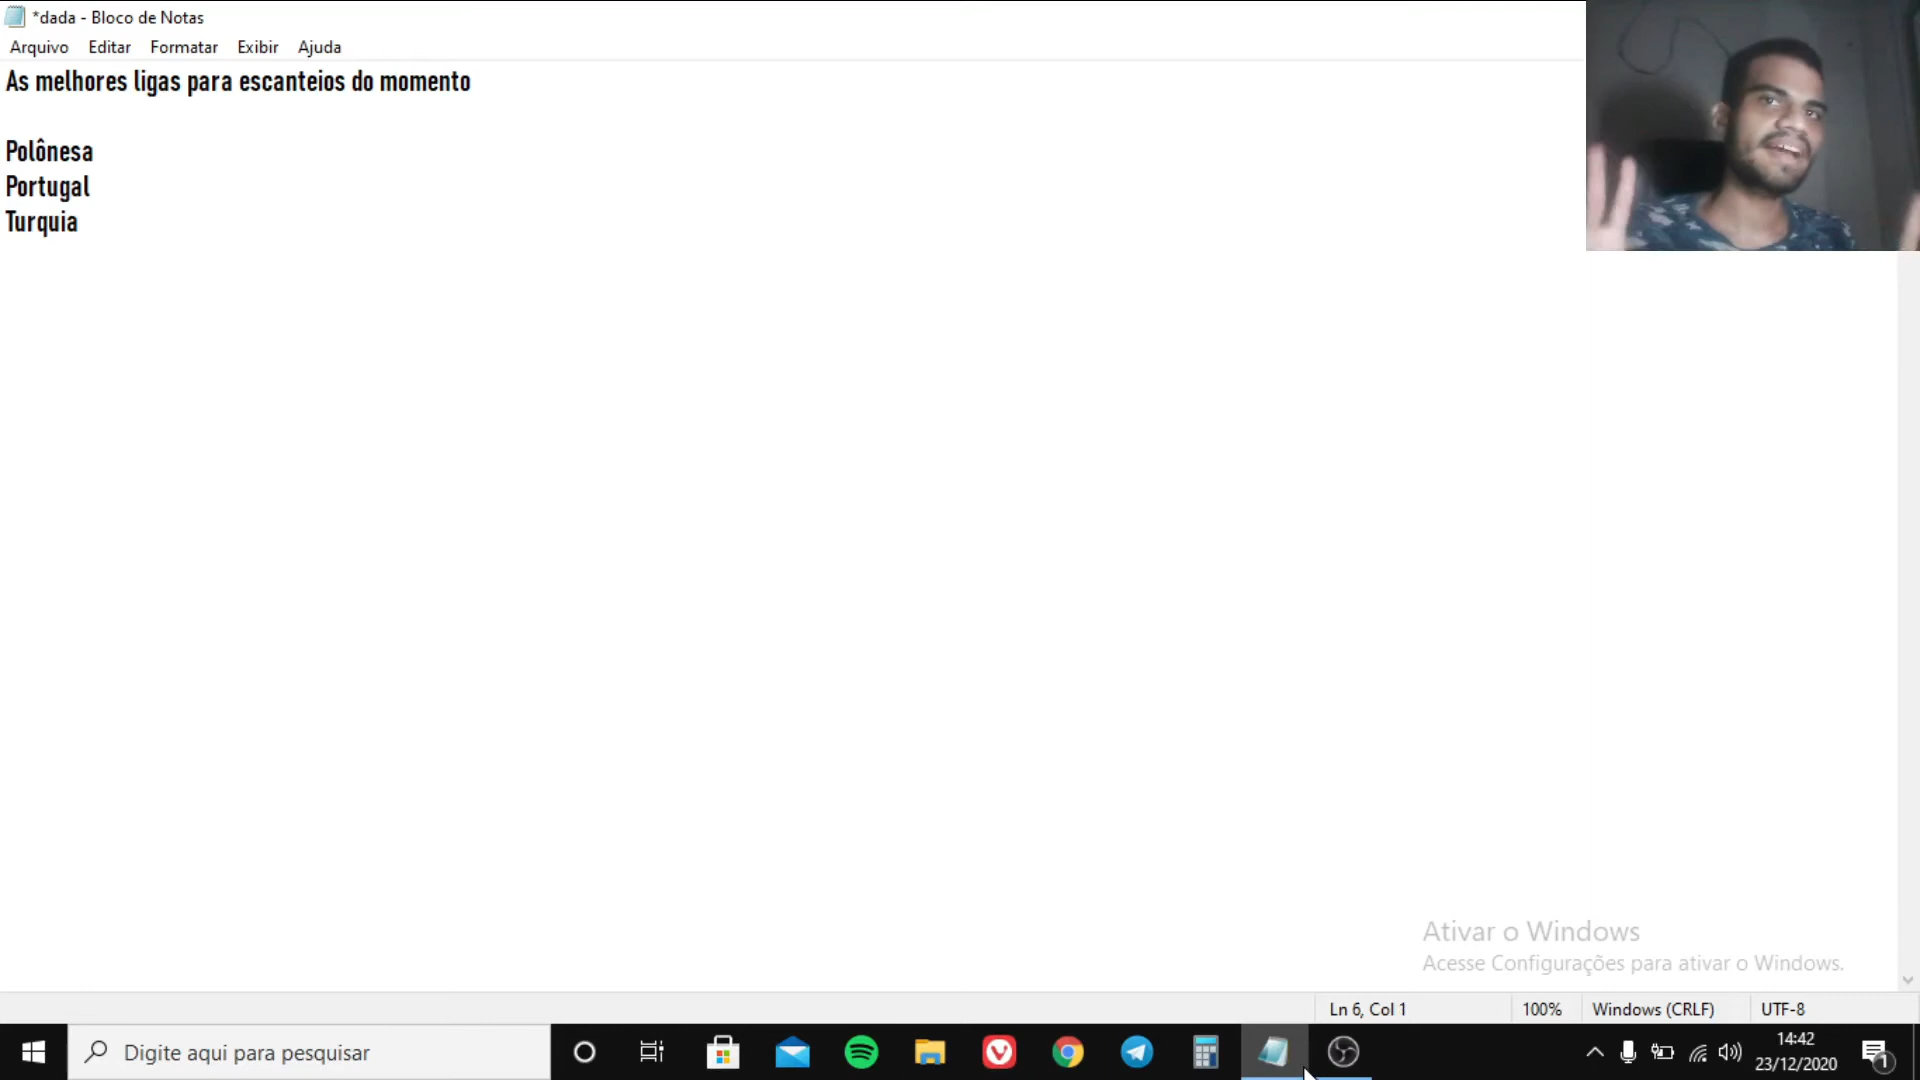 *dada - Bloco de Notas
Arquivo Editar Formatar Exibir Ajuda
As melhores ligas para escanteios do momento
Polônesa
Portugal
Turquia
Ativar o Windows
Acesse Configurações para ativar o Windows.
Ln 6, Col 1 100% Windows (CRLF) UTF-8
Digite aqui para pesquisar
14:42
23/12/2020
1